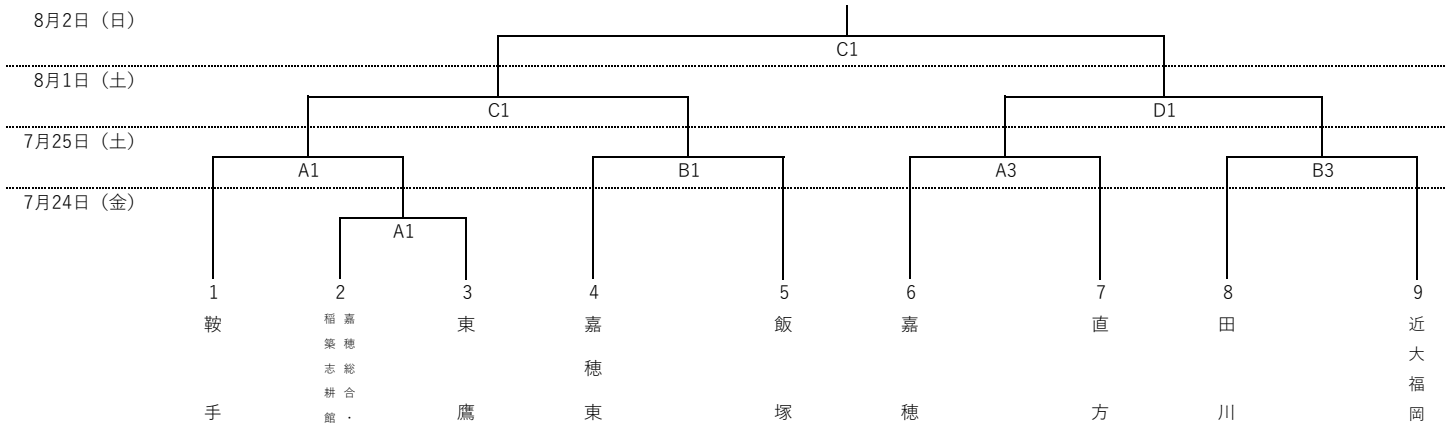 8月2日（日）
C1
8月1日（土）
C1
D1
7月25日（土）
A1
B1
A3
B3
7月24日（金）
A1
1
2
3
4
5
6
7
8
9
鞍手
嘉穂総合・
稲築志耕館
東鷹
嘉穂東
飯塚
嘉穂
直方
田川
近大福岡